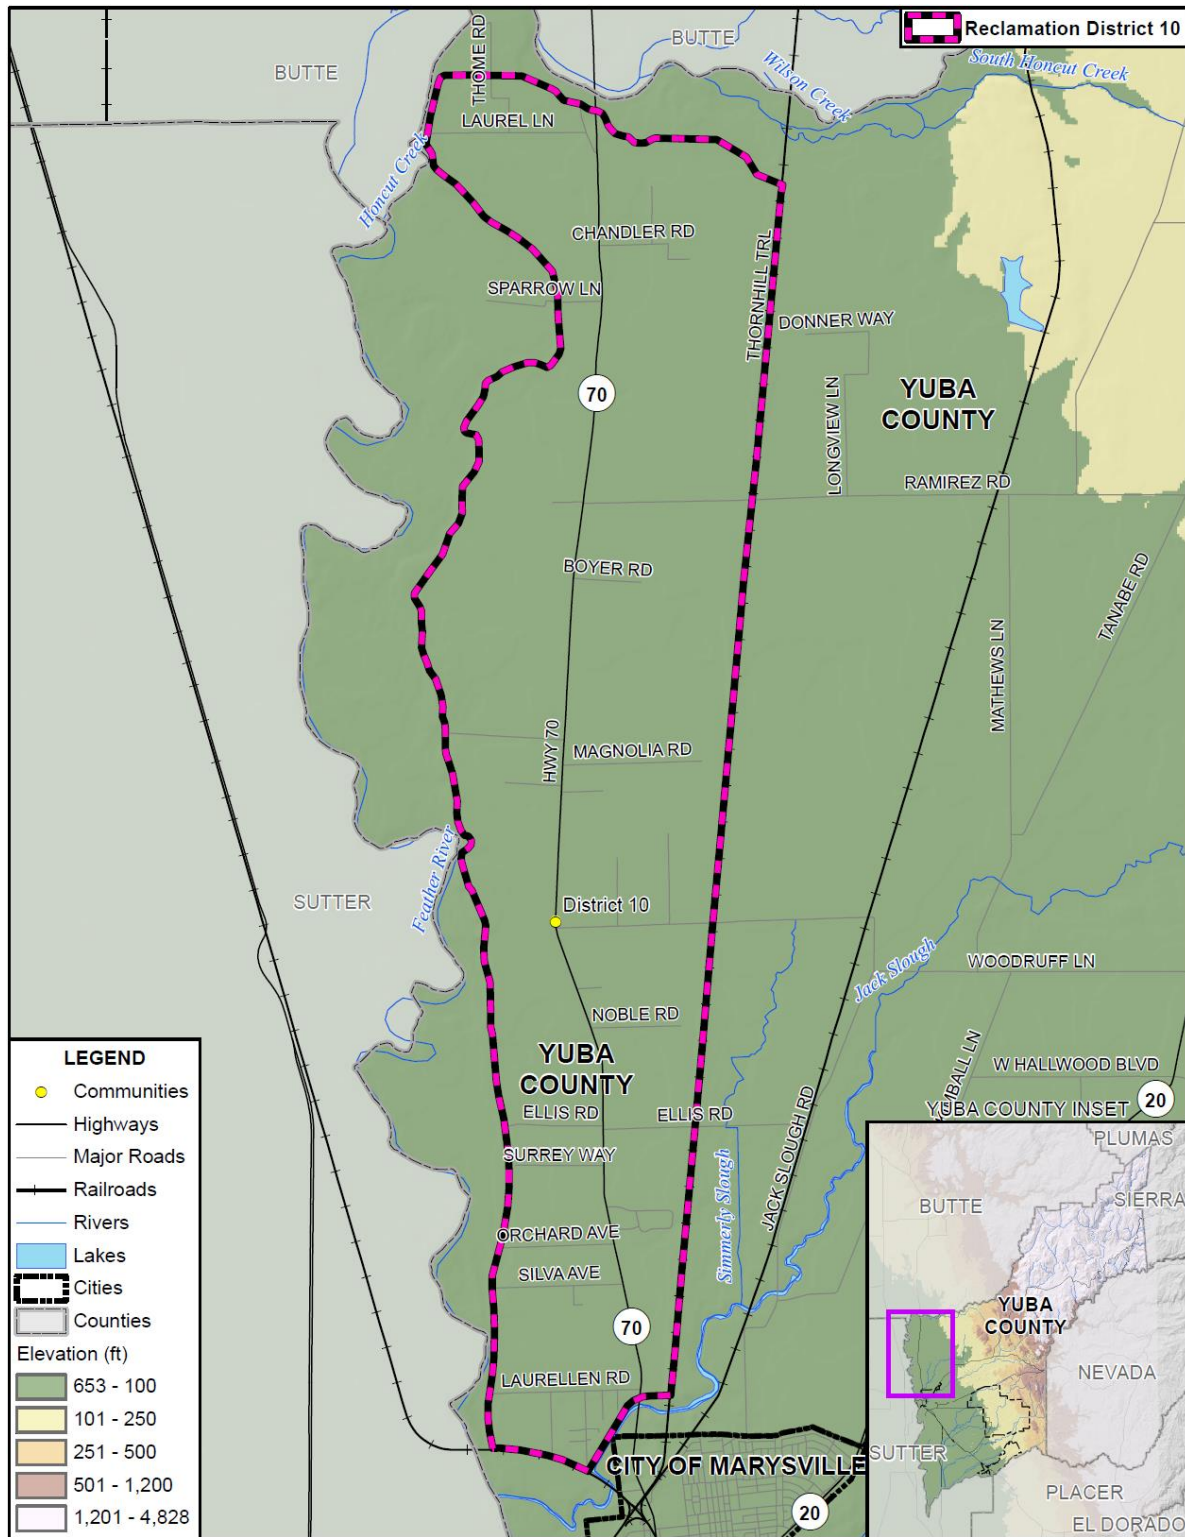 Reclamation District 10
BUTTE
BUTTE
THOME RD
Wilson Creek
South Honcut Creek
LAUREL LN
Honcut Creek
CHANDLER RD
THORNHILL TRL
SPARROW LN
DONNER WAY
70
YUBA
COUNTY
LONGVIEW LN
RAMIREZ RD
BOYER RD
TANABE RD
MATHEWS LN
HWY 70
MAGNOLIA RD
Feather River
SUTTER
District 10
Jack Slough
WOODRUFF LN
NOBLE RD
YUBA
COUNTY
W HALLWOOD BLVD
ELLIS RD
ELLIS RD
20
SURREY WAY
JACK SLOUGH RD
Simmerly Slough
ORCHARD AVE
SILVA AVE
70
LAURELLEN RD
CITY OF MARYSVILLE
20
LEGEND
Communities
Highways
Major Roads
Railroads
Rivers
Lakes
Cities
Counties
Elevation (ft)
653 - 100
101 - 250
251 - 500
501 - 1,200
1,201 - 4,828
YUBA COUNTY INSET
PLUMAS
BUTTE
SIERRA
YUBA
COUNTY
NEVADA
SUTTER
PLACER
EL DORADO